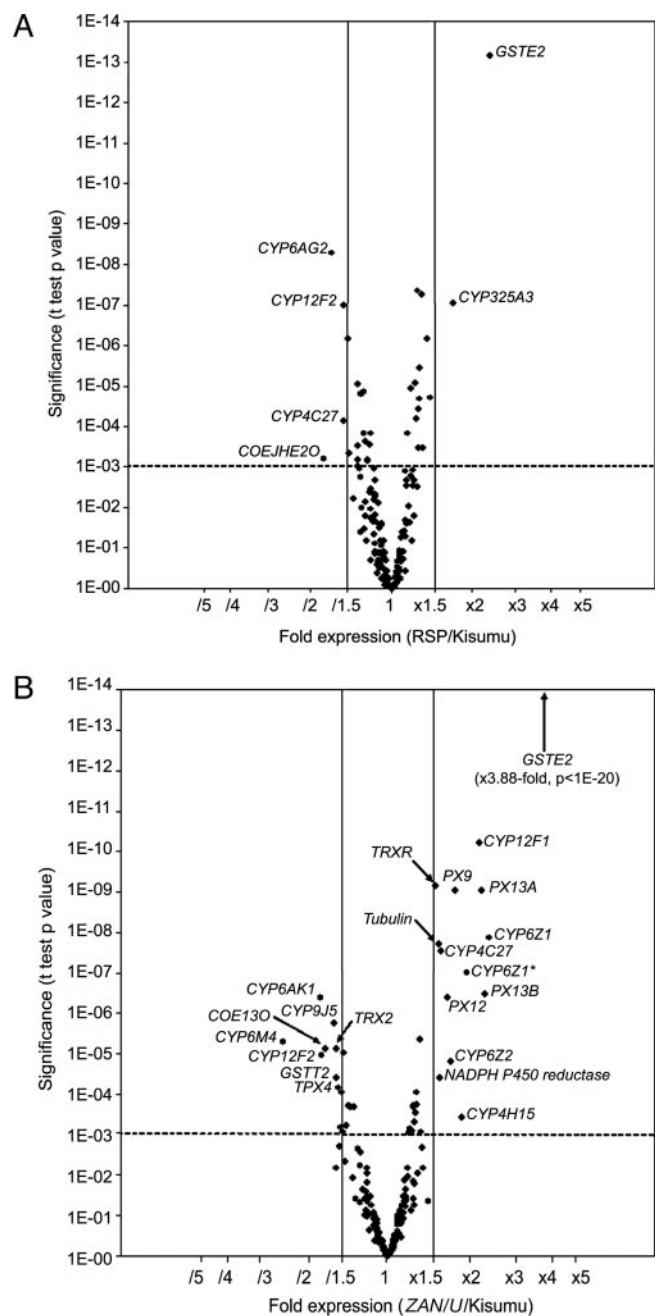 A
1E-14
1E-13
1E-12
1E-11
1E-10
1E-09
1E-08
1E-07
1E-06
1E-05
1E-04
1E-03
1E-02
1E-01
1E-00
Significance (t test p value)
GSTE2
CYP6AG2
CYP12F2
CYP325A3
CYP4C27
COEJHE2O
/5 /4 /3 /2 /1.5 1 x1.5 x2 x3 x4 x5
Fold expression (RSP/Kisumu)
B
1E-14
1E-13
1E-12
1E-11
1E-10
1E-09
1E-08
1E-07
1E-06
1E-05
1E-04
1E-03
1E-02
1E-01
1E-00
Significance (t test p value)
GSTE2
(x3.88-fold, p<1E-20)
CYP12F1
TRXR
PX9
PX13A
Tubulin
CYP6Z1
CYP4C27
CYP6Z1*
PX13B
PX12
CYP6AK1
CYP9J5
COE13O
TRX2
CYP6M4
CYP12F2
CYP6Z2
GSTT2
NADPH P450 reductase
TPX4
CYP4H15
/5 /4 /3 /2 /1.5 1 x1.5 x2 x3 x4 x5
Fold expression (ZAN/U/Kisumu)